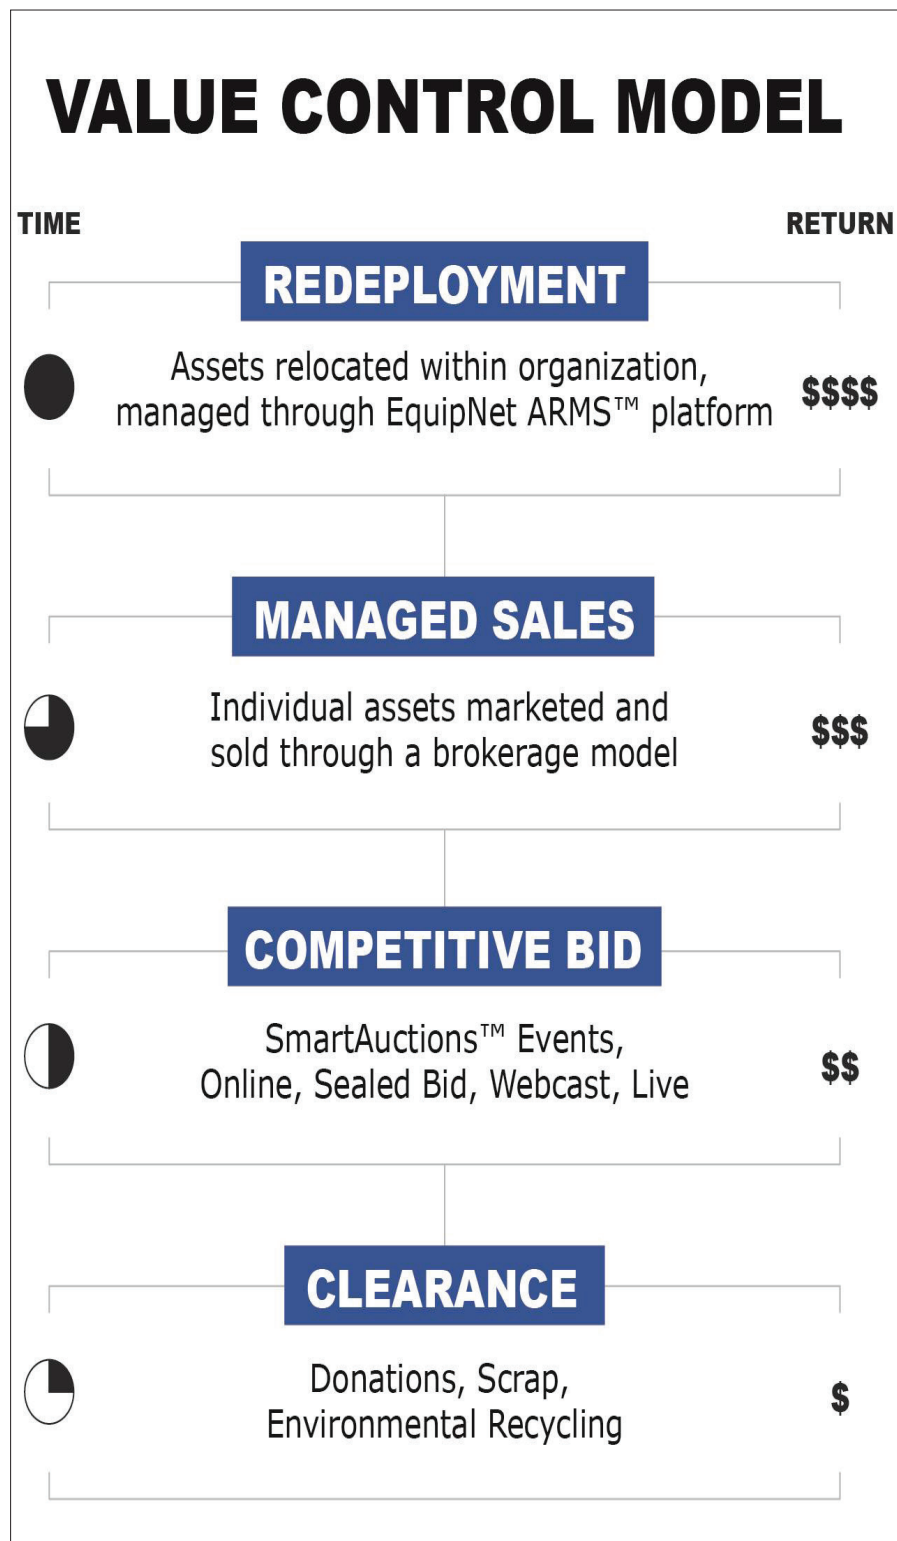 VALUE CONTROL MODEL
TIME
RETURN
REDEPLOYMENT
Assets relocated within organization,
managed through EquipNet ARMS™ platform
$$$$
MANAGED SALES
Individual assets marketed and
sold through a brokerage model
$$$
COMPETITIVE BID
SmartAuctions™ Events,
Online, Sealed Bid, Webcast, Live
$$
CLEARANCE
Donations, Scrap,
Environmental Recycling
$